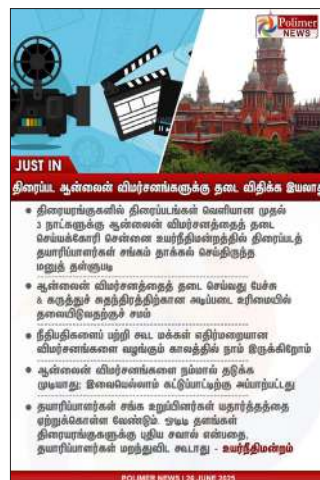 Polimer
NEWS
JUST IN
திரைப்பட ஆன்லைன் விமர்சனங்களுக்கு தடை விதிக்க இயலாது
திரையரங்குகளில் திரைப்படங்கள் வெளியான முதல்
3 நாட்களுக்கு ஆன்லைன் விமர்சனத்தைத் தடை
செய்யக்கோரி சென்னை உயர்நீதிமன்றத்தில் திரைப்படத்
தயாரிப்பாளர்கள் சங்கம் தாக்கல் செய்திருந்த
மனுத் தள்ளுபடி
ஆன்லைன் விமர்சனத்தைத் தடை செய்வது பேச்சு
& கருத்துச் சுதந்திரத்திற்கான அடிப்படை உரிமையில்
தலையிடுவதற்குச் சமம்
நீதிபதிகளைப் பற்றி கூட மக்கள் எதிர்மறையான
விமர்சனங்களை வழங்கும் காலத்தில் நாம் இருக்கிறோம்
ஆன்லைன் விமர்சனங்களை நம்மால் தடுக்க
முடியாது; இவையெல்லாம் கட்டுப்பாட்டிற்கு அப்பாற்பட்டது
தயாரிப்பாளர்கள் சங்க உறுப்பினர்கள் யதார்த்தத்தை
ஏற்றுக்கொள்ள வேண்டும். ஓடிடி தளங்கள்
திரையரங்குகளுக்கு புதிய சவால் என்பதை,
தயாரிப்பாளர்கள் மறந்துவிட கூடாது - உயர்நீதிமன்றம்
POLIMER NEWS | 26 JUNE 2025